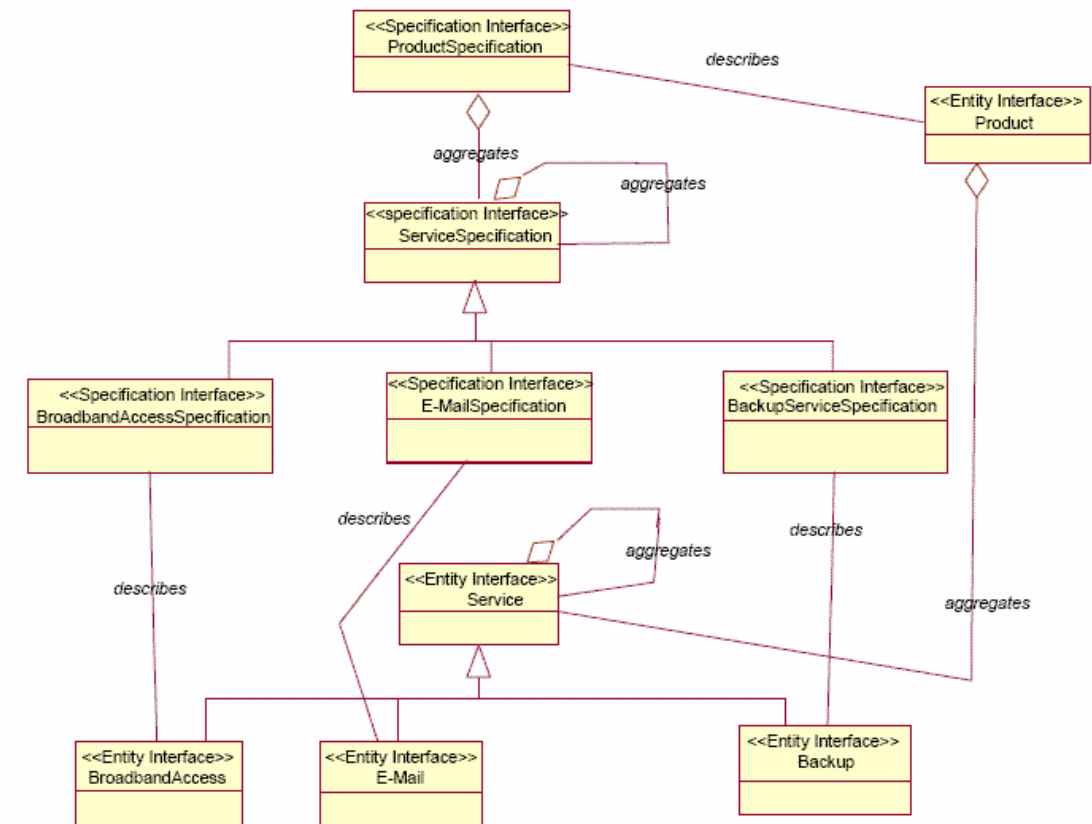 <<Specification Interface>>
ProductSpecification
describes
<<Entity Interface>>
Product
aggregates
aggregates
<<specification Interface>>
ServiceSpecification
<<Specification Interface>>
BroadbandAccessSpecification
<<Specification Interface>>
E-MailSpecification
<<Specification Interface>>
BackupServiceSpecification
describes
describes
aggregates
<<Entity Interface>>
Service
describes
aggregates
<<Entity Interface>>
BroadbandAccess
<<Entity Interface>>
E-Mail
<<Entity Interface>>
Backup